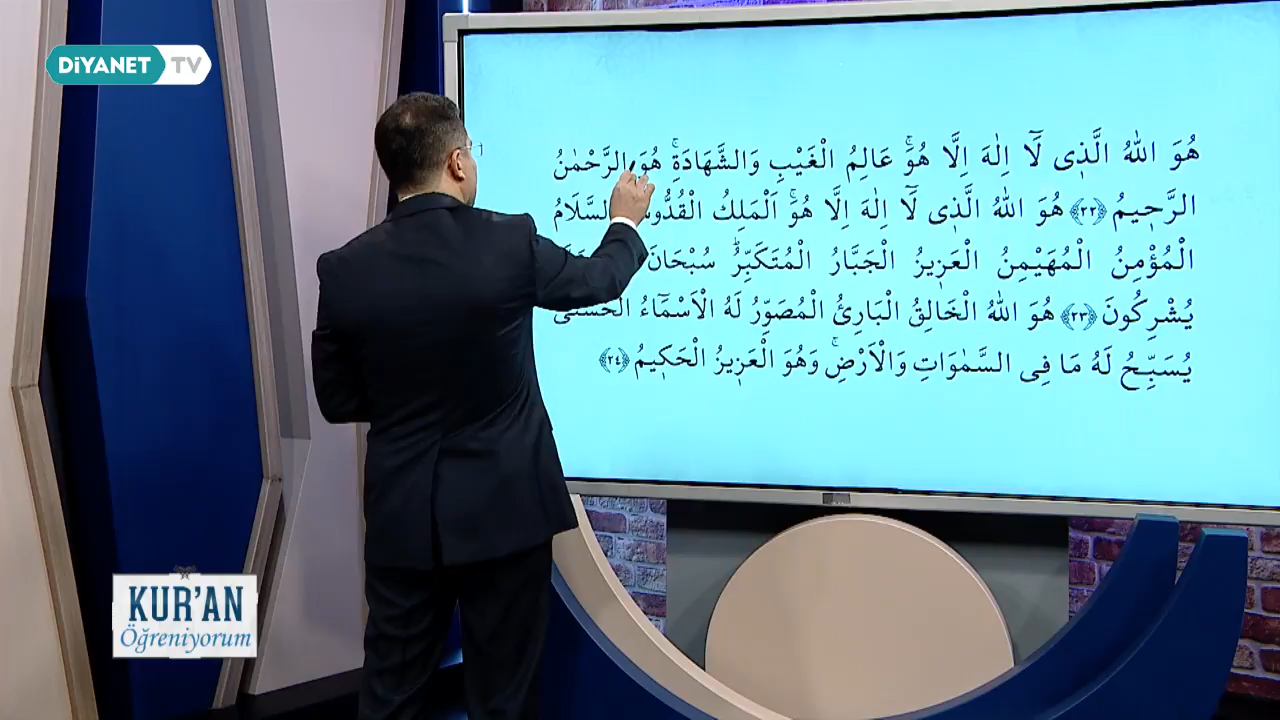 DİYANET TV
هُوَ اللّٰهُ الَّذ۪ى لَٓا اِلٰهَ اِلَّا هُوَۚ عَالِمُ الْغَيْبِ وَالشَّهَادَةِۚ هُوَ الرَّحْمٰنُ
الرَّح۪يمُ ﴿٢٢﴾ هُوَ اللّٰهُ الَّذ۪ى لَٓا اِلٰهَ اِلَّا هُوَۚ اَلْمَلِكُ الْقُدُّوسُ السَّلَامُ
الْمُؤْمِنُ الْمُهَيْمِنُ الْعَز۪يزُ الْجَبَّارُ الْمُتَكَبِّرُۜ سُبْحَانَ
يُشْرِكُونَ ﴿٢٣﴾ هُوَ اللّٰهُ الْخَالِقُ الْبَارِئُ الْمُصَوِّرُ لَهُ الْاَسْمَٓاءُ الْحُسْنٰى
يُسَبِّحُ لَهُ مَا فِى السَّمٰوَاتِ وَالْاَرْضِۚ وَهُوَ الْعَز۪يزُ الْحَك۪يمُ ﴿٢٤﴾
KUR'AN
Öğreniyorum